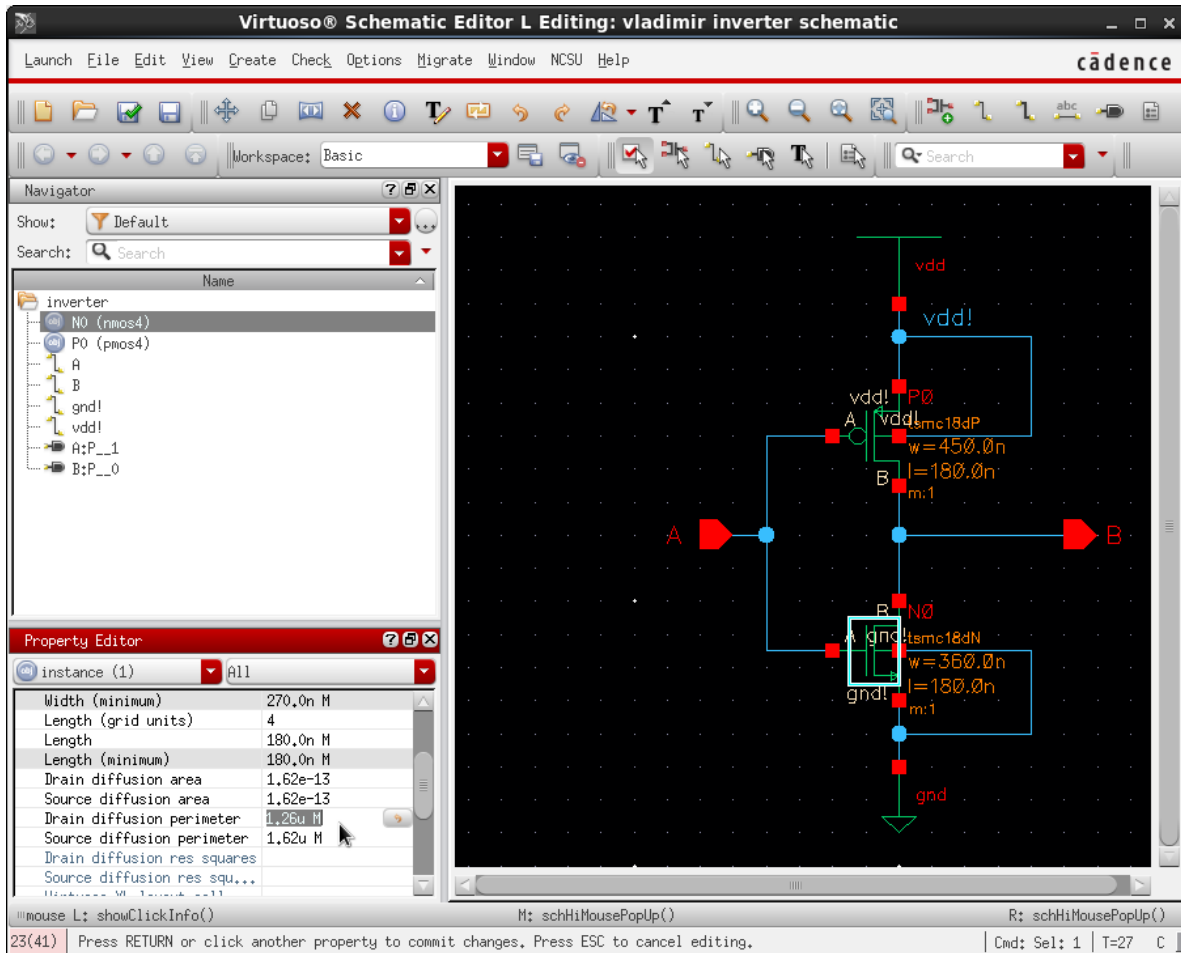 Virtuoso® Schematic Editor L Editing: vladimir inverter schematic
Launch File Edit View Create Check Options Migrate Window NCSU Help
cādence
abc
Workspace: Basic
Search
Navigator
Show: Default
Search: Search
Name
inverter
N0 (nmos4)
P0 (pmos4)
A
B
gnd!
vdd!
A:P__1
B:P__0
Property Editor
instance (1) All
Width (minimum) 270.0n M
Length (grid units) 4
Length 180.0n M
Length (minimum) 180.0n M
Drain diffusion area 1.62e-13
Source diffusion area 1.62e-13
Drain diffusion perimeter 1.26u M
Source diffusion perimeter 1.62u M
Drain diffusion res squares
Source diffusion res squ...
vdd
vdd!
vdd! P0
A vdd! tsmc18dP
w=450.0n
l=180.0n
B
m:1
A
B
B N0
A gnd! tsmc18dN
w=360.0n
l=180.0n
gnd!
m:1
gnd
mouse L: showClickInfo() M: schHiMousePopUp() R: schHiMousePopUp()
23(41) Press RETURN or click another property to commit changes. Press ESC to cancel editing. Cmd: Sel: 1 T=27 C